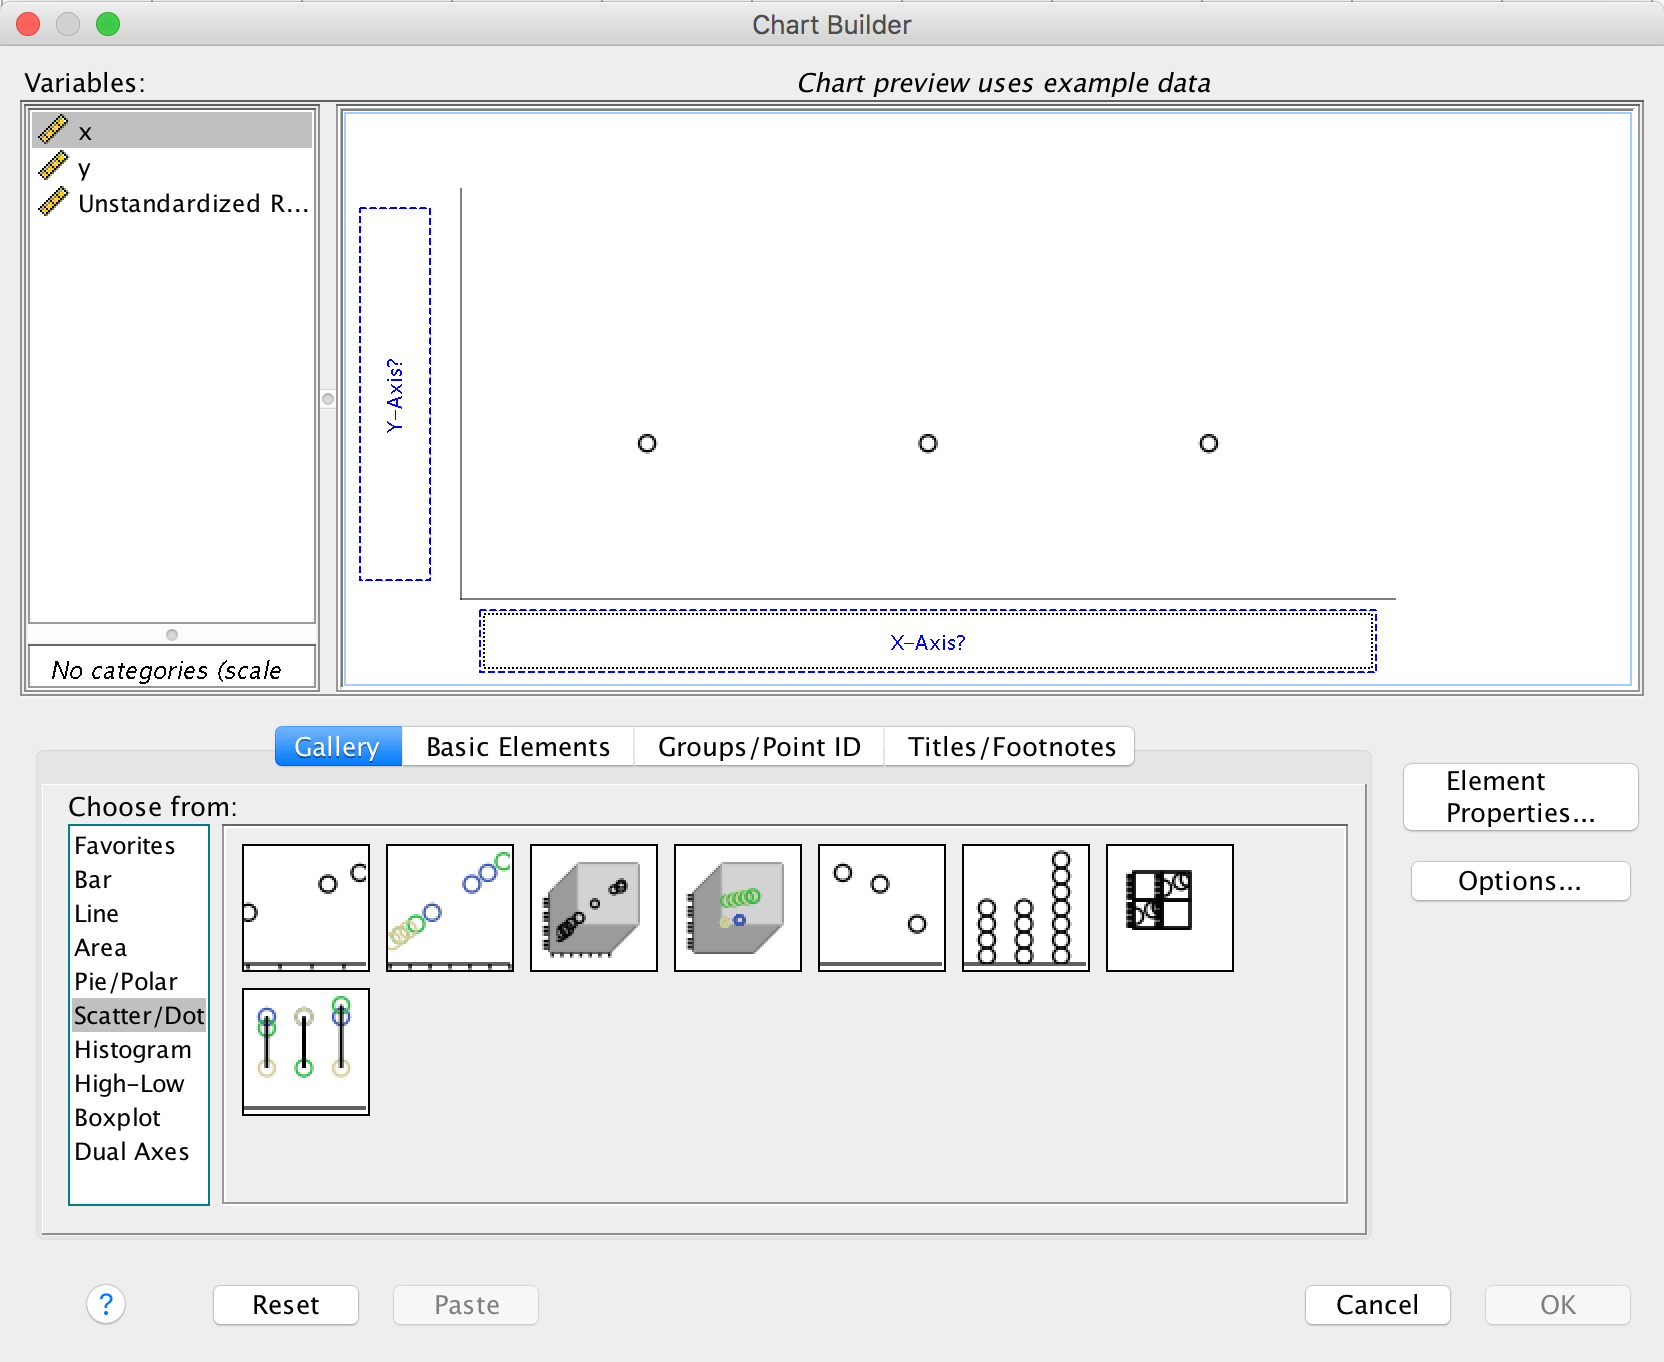 Chart Builder
Variables:
Chart preview uses example data
x
y
Unstandardized R...
No categories (scale
Y-Axis?
X-Axis?
Gallery
Basic Elements
Groups/Point ID
Titles/Footnotes
Choose from:
Favorites
Bar
Line
Area
Pie/Polar
Scatter/Dot
Histogram
High-Low
Boxplot
Dual Axes
Element
Properties...
Options...
?
Reset
Paste
Cancel
OK